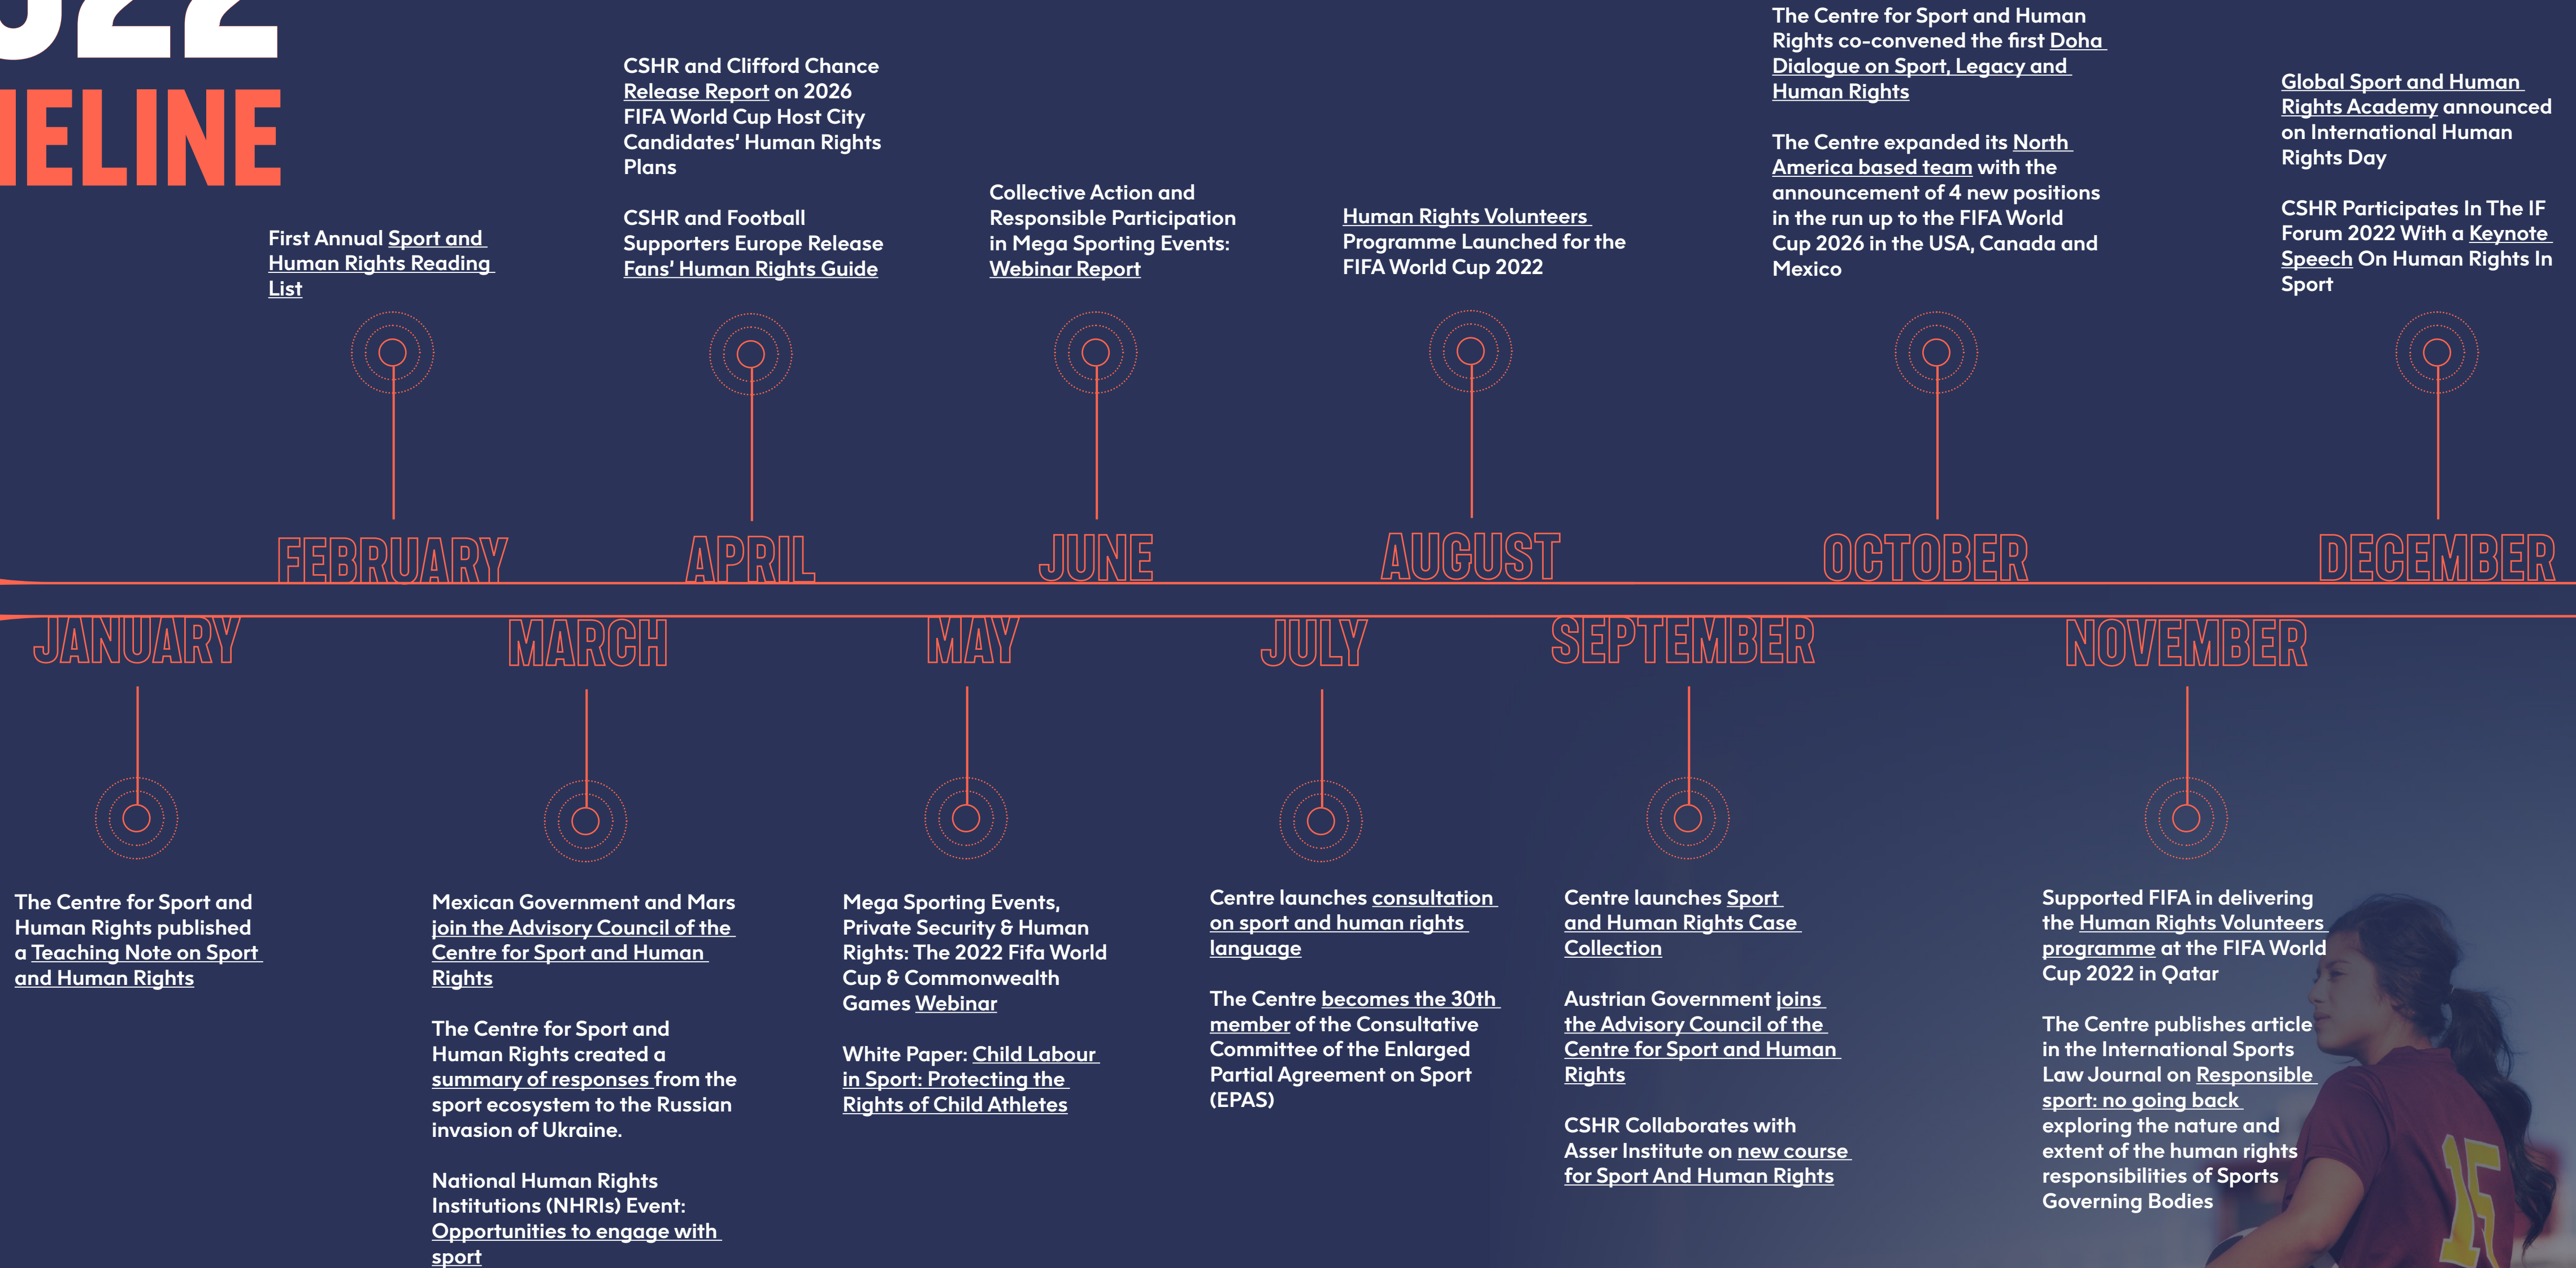 022
IELINE
The Centre for Sport and Human
Rights co-convened the first Doha
Dialogue on Sport, Legacy and
Human Rights
The Centre expanded its North
America based team with the
announcement of 4 new positions
in the run up to the FIFA World
Cup 2026 in the USA, Canada and
Mexico
CSHR and Clifford Chance
Release Report on 2026
FIFA World Cup Host City
Candidates' Human Rights
Plans
CSHR and Football
Supporters Europe Release
Fans' Human Rights Guide
Global Sport and Human
Rights Academy announced
on International Human
Rights Day
CSHR Participates In The IF
Forum 2022 With a Keynote
Speech On Human Rights In
Sport
Collective Action and
Responsible Participation
in Mega Sporting Events:
Webinar Report
Human Rights Volunteers
Programme Launched for the
FIFA World Cup 2022
First Annual Sport and
Human Rights Reading
List
FEBRUARY
APRIL
JUNE
AUGUST
OCTOBER
DECEMBER
JANUARY
MARCH
MAY
JULY
SEPTEMBER
NOVEMBER
The Centre for Sport and
Human Rights published
a Teaching Note on Sport
and Human Rights
Mexican Government and Mars
join the Advisory Council of the
Centre for Sport and Human
Rights
The Centre for Sport and
Human Rights created a
summary of responses from the
sport ecosystem to the Russian
invasion of Ukraine.
National Human Rights
Institutions (NHRIs) Event:
Opportunities to engage with
sport
Mega Sporting Events,
Private Security & Human
Rights: The 2022 Fifa World
Cup & Commonwealth
Games Webinar
White Paper: Child Labour
in Sport: Protecting the
Rights of Child Athletes
Centre launches consultation
on sport and human rights
language
The Centre becomes the 30th
member of the Consultative
Committee of the Enlarged
Partial Agreement on Sport
(EPAS)
Centre launches Sport
and Human Rights Case
Collection
Austrian Government joins
the Advisory Council of the
Centre for Sport and Human
Rights
CSHR Collaborates with
Asser Institute on new course
for Sport And Human Rights
Supported FIFA in delivering
the Human Rights Volunteers
programme at the FIFA World
Cup 2022 in Qatar
The Centre publishes article
in the International Sports
Law Journal on Responsible
sport: no going back
exploring the nature and
extent of the human rights
responsibilities of Sports
Governing Bodies
15